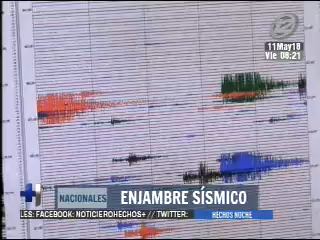 11May18
Vie 08:21
NACIONALES
ENJAMBRE SÍSMICO
LES: FACEBOOK: NOTICIEROHECHOS+ // TWITTER:
HECHOS NOCHE